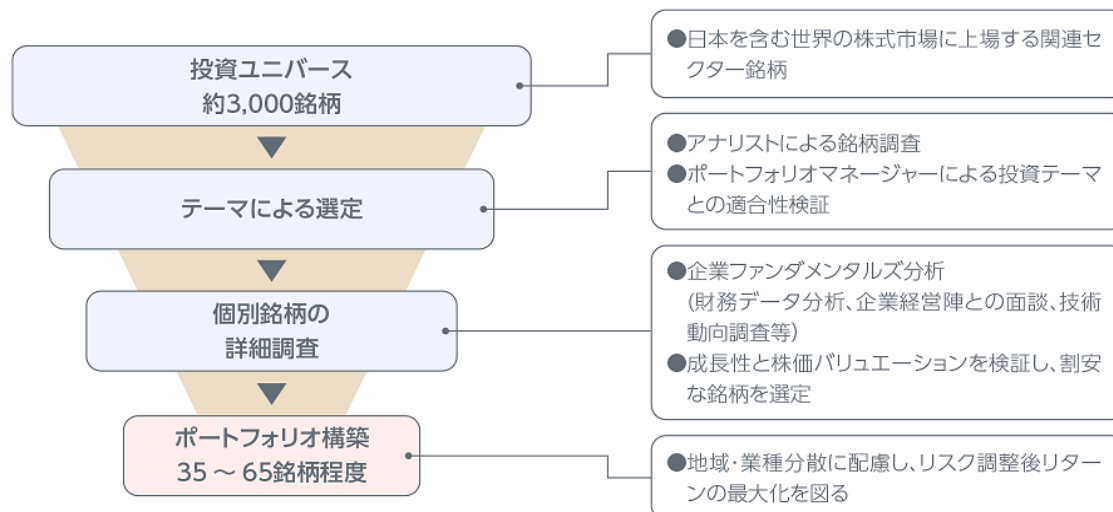 投資ユニバース
約3,000銘柄
●日本を含む世界の株式市場に上場する関連セ
クター銘柄
テーマによる選定
●アナリストによる銘柄調査
●ポートフォリオマネージャーによる投資テーマ
との適合性検証
個別銘柄の
詳細調査
●企業ファンダメンタルズ分析
(財務データ分析、企業経営陣との面談、技術
動向調査等)
●成長性と株価バリュエーションを検証し、割安
な銘柄を選定
ポートフォリオ構築
35 ～ 65銘柄程度
●地域・業種分散に配慮し、リスク調整後リター
ンの最大化を図る